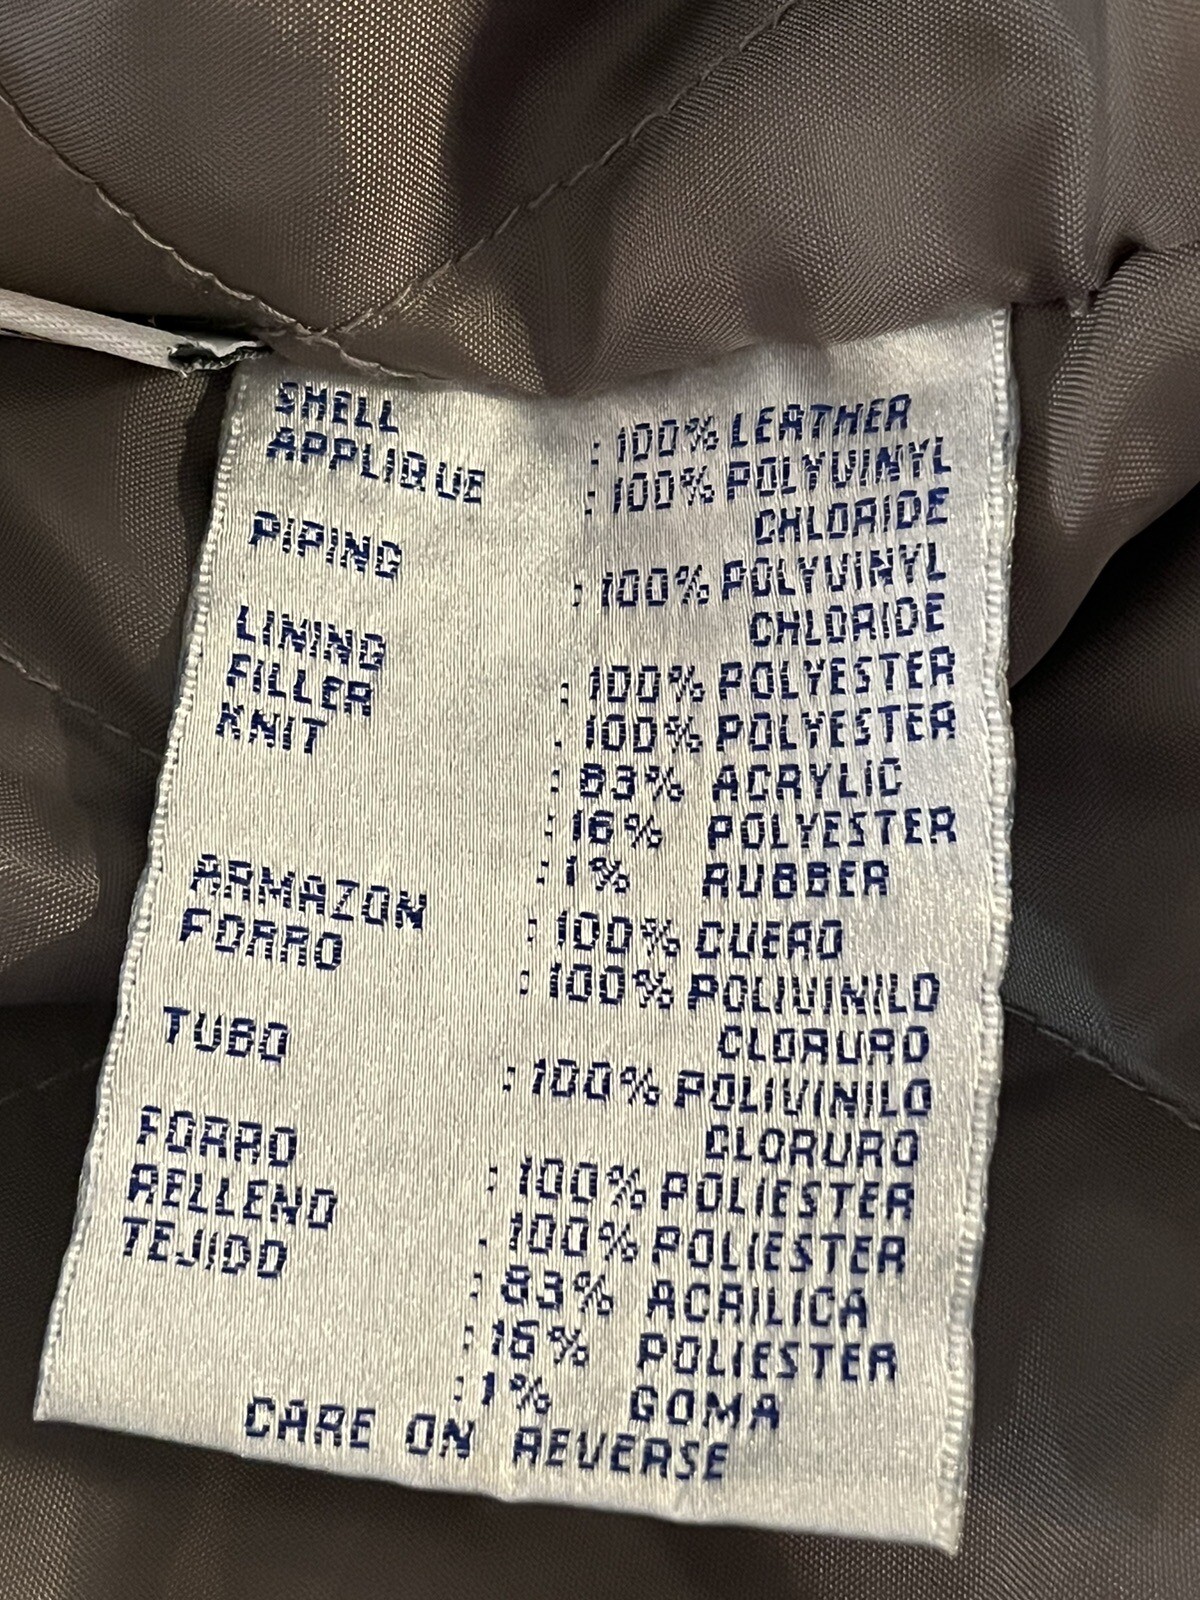 SHELL : 100% LEATHER
APPLIQUE : 100% POLYVINYL
CHLORIDE
PIPING : 100% POLYVINYL
CHLORIDE
LINING : 100% POLYESTER
FILLER : 100% POLYESTER
KNIT : 83% ACRYLIC
: 16% POLYESTER
: 1% RUBBER
ARMAZON : 100% CUERO
FORRO : 100% POLIVINILO
CLORURO
TUBO : 100% POLIVINILO
CLORURO
FORRO : 100% POLIESTER
RELLENO : 100% POLIESTER
TEJIDO : 83% ACRILICA
: 16% POLIESTER
: 1% GOMA
CARE ON REVERSE